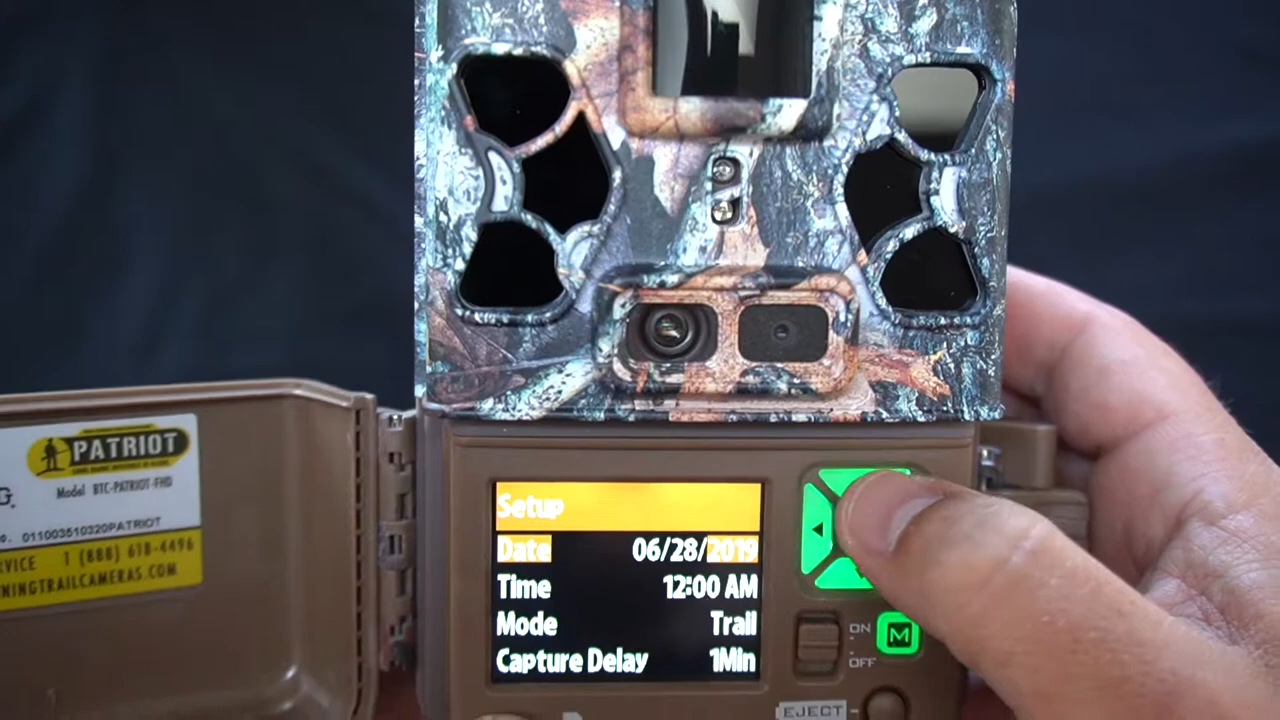 PATRIOT
G.
Model BTC-PATRIOT-FHD
o. 011003510320PATRIOT
RVICE 1 (888) 618-4496
NINGTRAILCAMERAS.COM
Setup
Date 06/28/2019
Time 12:00 AM
Mode Trail
Capture Delay 1Min
ON
OFF
M
EJECT